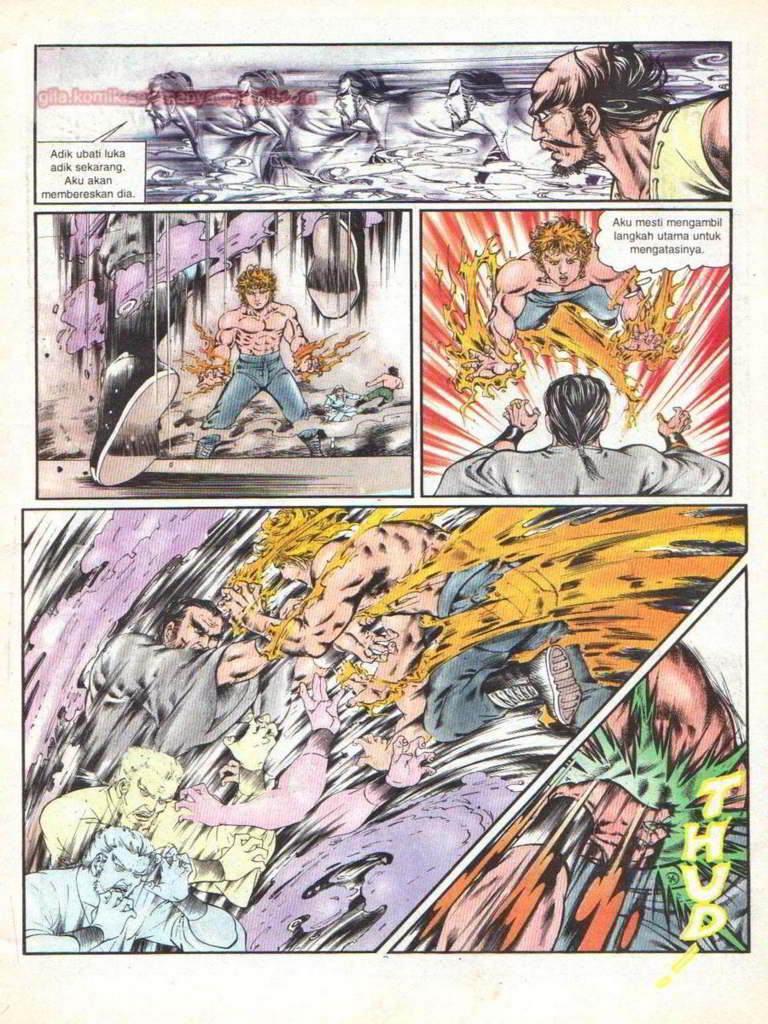 Adik ubati luka
adik sekarang.
Aku akan
membereskan dia.
Aku mesti mengambil
langkah utama untuk
mengatasinya.
THUD!